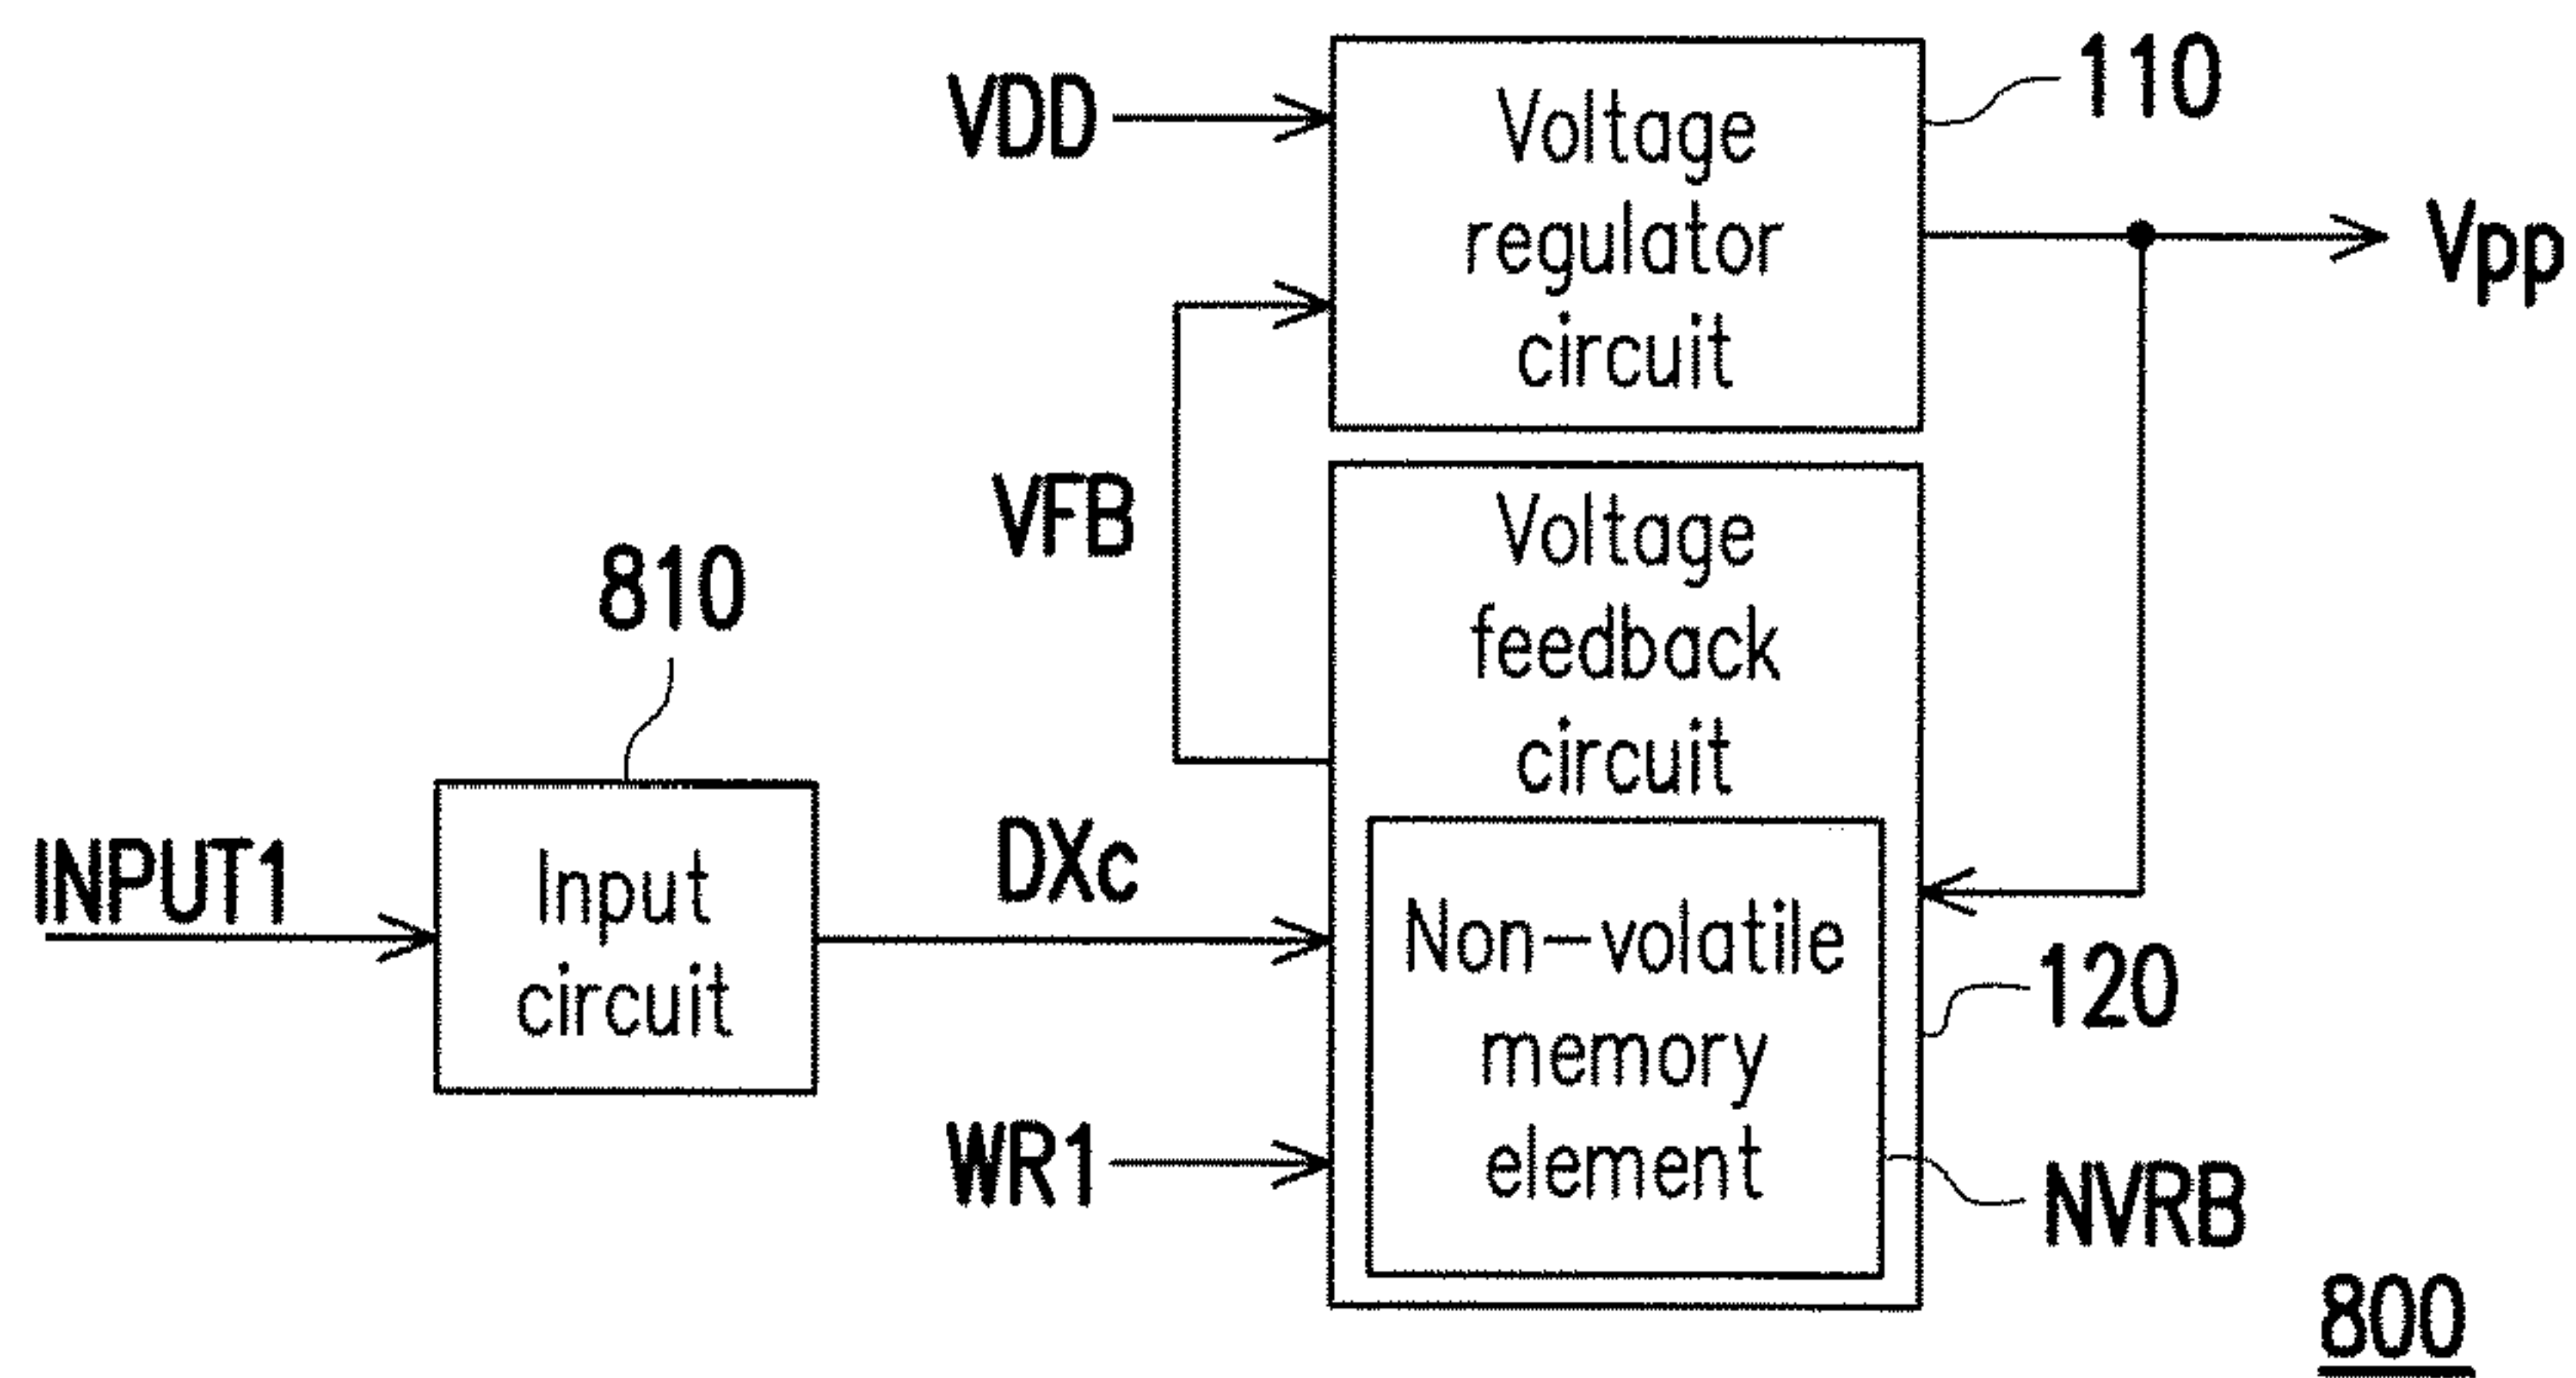 VDD
Voltage
regulator
circuit
110
Vpp
VFB
Voltage
feedback
circuit
810
INPUT1
Input
circuit
DXc
Non-volatile
memory
element
120
WR1
NVRB
800